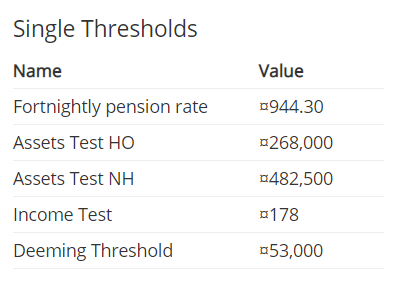 Single Thresholds
Name Value
Fortnightly pension rate ¤944.30
Assets Test HO ¤268,000
Assets Test NH ¤482,500
Income Test ¤178
Deeming Threshold ¤53,000